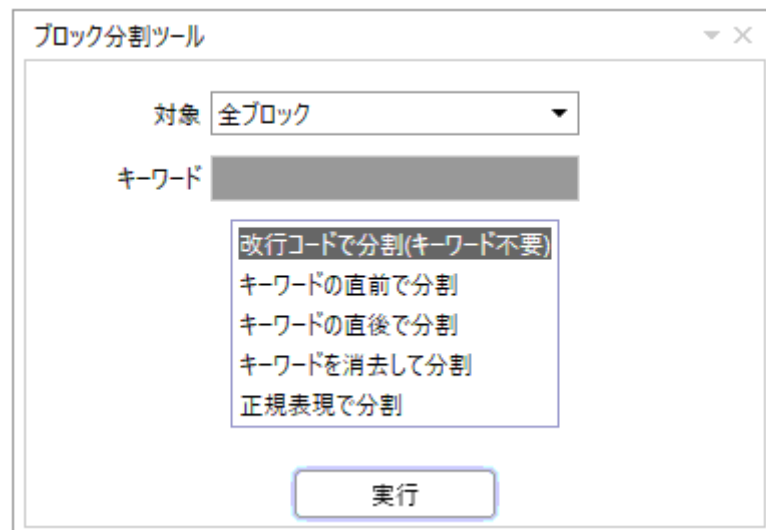 ブロック分割ツール
対象 全ブロック
キーワード
改行コードで分割(キーワード不要)
キーワードの直前で分割
キーワードの直後で分割
キーワードを消去して分割
正規表現で分割
実行